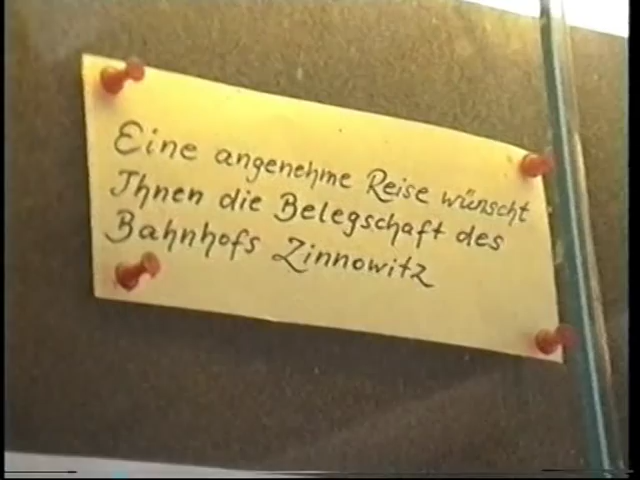 Eine angenehme Reise wünscht
Jhnen die Belegschaft des
Bahnhofs Zinnowitz